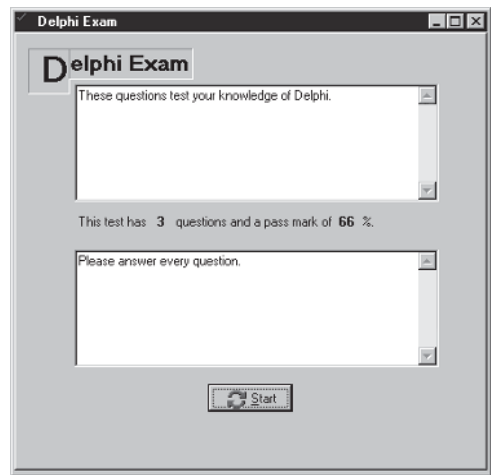 Delphi Exam
Delphi Exam
These questions test your knowledge of Delphi.
This test has 3 questions and a pass mark of 66 %.
Please answer every question.
Start